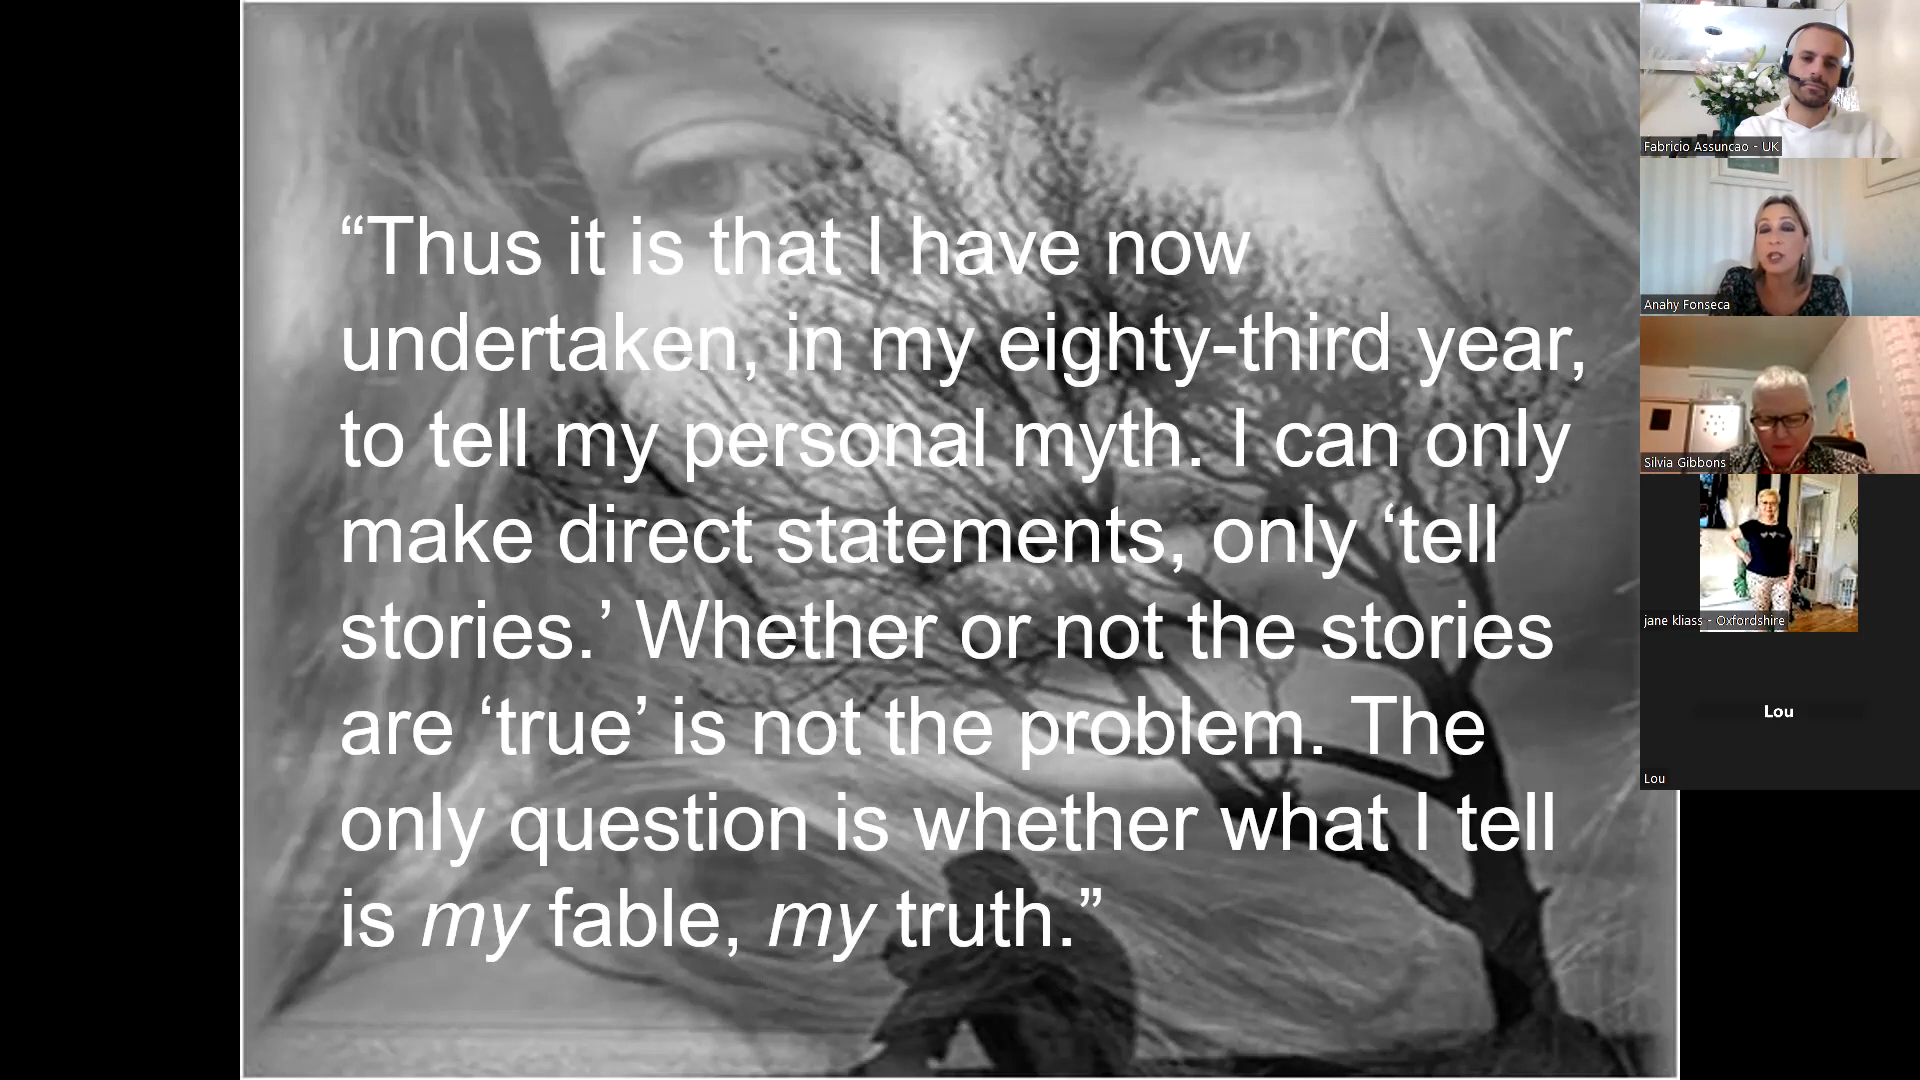 “Thus it is that I have now
undertaken, in my eighty-third year,
to tell my personal myth. I can only
make direct statements, only ‘tell
stories.’ Whether or not the stories
are ‘true’ is not the problem. The
only question is whether what I tell
is my fable, my truth.”
Fabricio Assuncao - UK
Anahy Fonseca
Silvia Gibbons
jane kliass - Oxfordshire
Lou
Lou